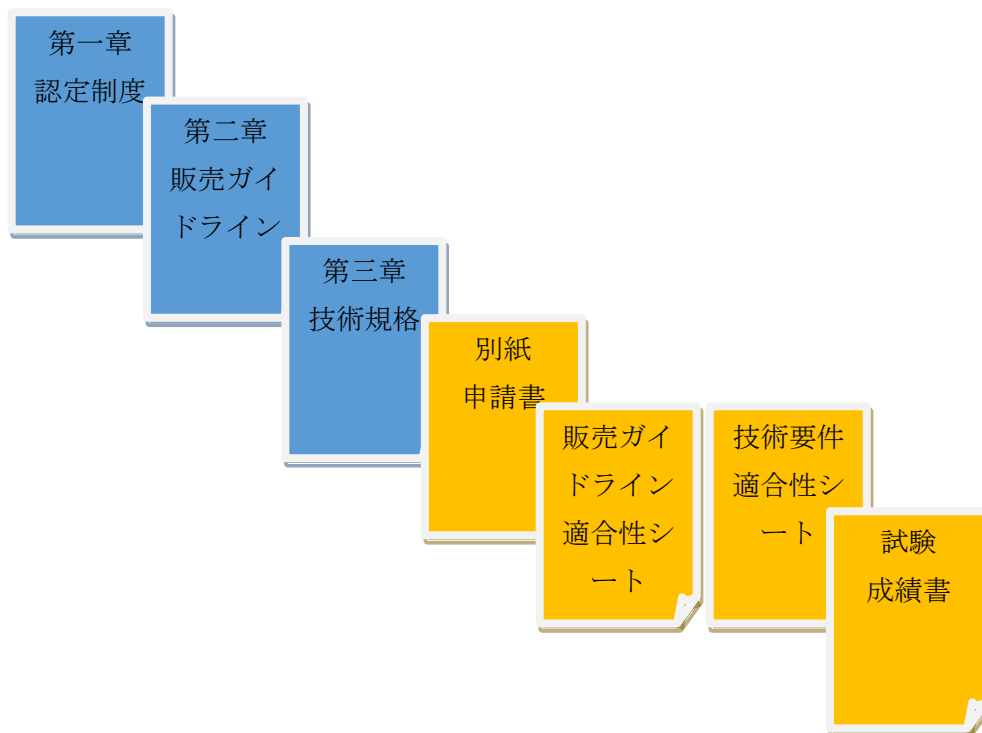 第一章
認定制度
第二章
販売ガイ
ドライン
第三章
技術規格
別紙
申請書
販売ガイ
ドライン
適合性シ
ート
技術要件
適合性シ
ート
試験
成績書